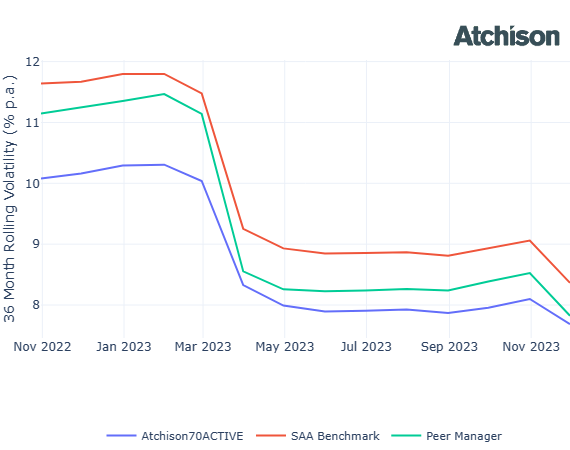 Atchison
36 Month Rolling Volatility (% p.a.)
12
11
10
9
8
Nov 2022 Jan 2023 Mar 2023 May 2023 Jul 2023 Sep 2023 Nov 2023
Atchison70ACTIVE SAA Benchmark Peer Manager